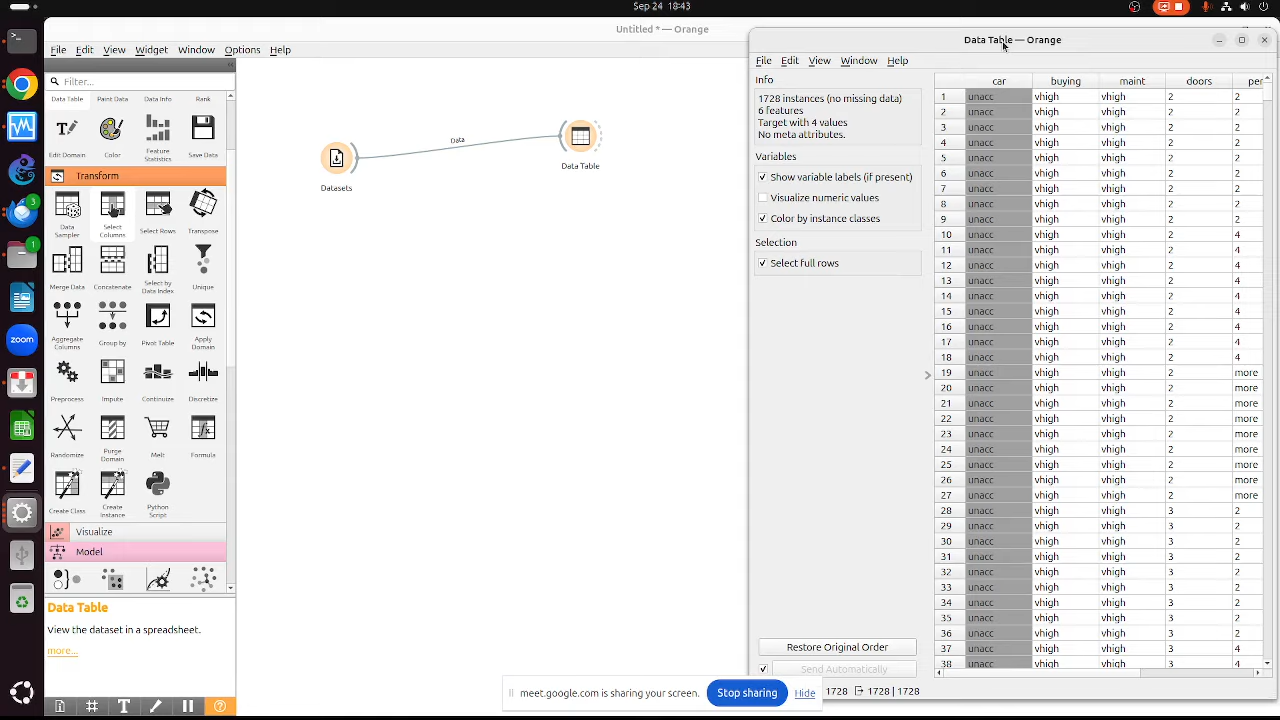 Sep 24 18:43
Untitled * — Orange
File Edit View Widget Window Options Help
Filter...
Data Table Paint Data Data Info Rank
Edit Domain Color Feature Statistics Save Data
Transform
Data Sampler Select Columns Select Rows Transpose
Merge Data Concatenate Select by Data Index Unique
Aggregate Columns Group by Pivot Table Apply Domain
Preprocess Impute Continuize Discretize
Randomize Purge Domain Melt Formula
Create Class Create Instance Python Script
Visualize
Model
Data Table
View the dataset in a spreadsheet.
more...
Datasets
Data
Data Table
3
1
zoom
Data Table — Orange
File Edit View Window Help
Info
1728 instances (no missing data)
6 features
Target with 4 values
No meta attributes.
Variables
Show variable labels (if present)
Visualize numeric values
Color by instance classes
Selection
Select full rows
Restore Original Order
Send Automatically
1728 1728 | 1728
car buying maint doors per
1 unacc vhigh vhigh 2 2
2 unacc vhigh vhigh 2 2
3 unacc vhigh vhigh 2 2
4 unacc vhigh vhigh 2 2
5 unacc vhigh vhigh 2 2
6 unacc vhigh vhigh 2 2
7 unacc vhigh vhigh 2 2
8 unacc vhigh vhigh 2 2
9 unacc vhigh vhigh 2 2
10 unacc vhigh vhigh 2 4
11 unacc vhigh vhigh 2 4
12 unacc vhigh vhigh 2 4
13 unacc vhigh vhigh 2 4
14 unacc vhigh vhigh 2 4
15 unacc vhigh vhigh 2 4
16 unacc vhigh vhigh 2 4
17 unacc vhigh vhigh 2 4
18 unacc vhigh vhigh 2 4
19 unacc vhigh vhigh 2 more
20 unacc vhigh vhigh 2 more
21 unacc vhigh vhigh 2 more
22 unacc vhigh vhigh 2 more
23 unacc vhigh vhigh 2 more
24 unacc vhigh vhigh 2 more
25 unacc vhigh vhigh 2 more
26 unacc vhigh vhigh 2 more
27 unacc vhigh vhigh 2 more
28 unacc vhigh vhigh 3 2
29 unacc vhigh vhigh 3 2
30 unacc vhigh vhigh 3 2
31 unacc vhigh vhigh 3 2
32 unacc vhigh vhigh 3 2
33 unacc vhigh vhigh 3 2
34 unacc vhigh vhigh 3 2
35 unacc vhigh vhigh 3 2
36 unacc vhigh vhigh 3 2
37 unacc vhigh vhigh 3 4
38 unacc vhigh vhigh 3 4
meet.google.com is sharing your screen. Stop sharing Hide